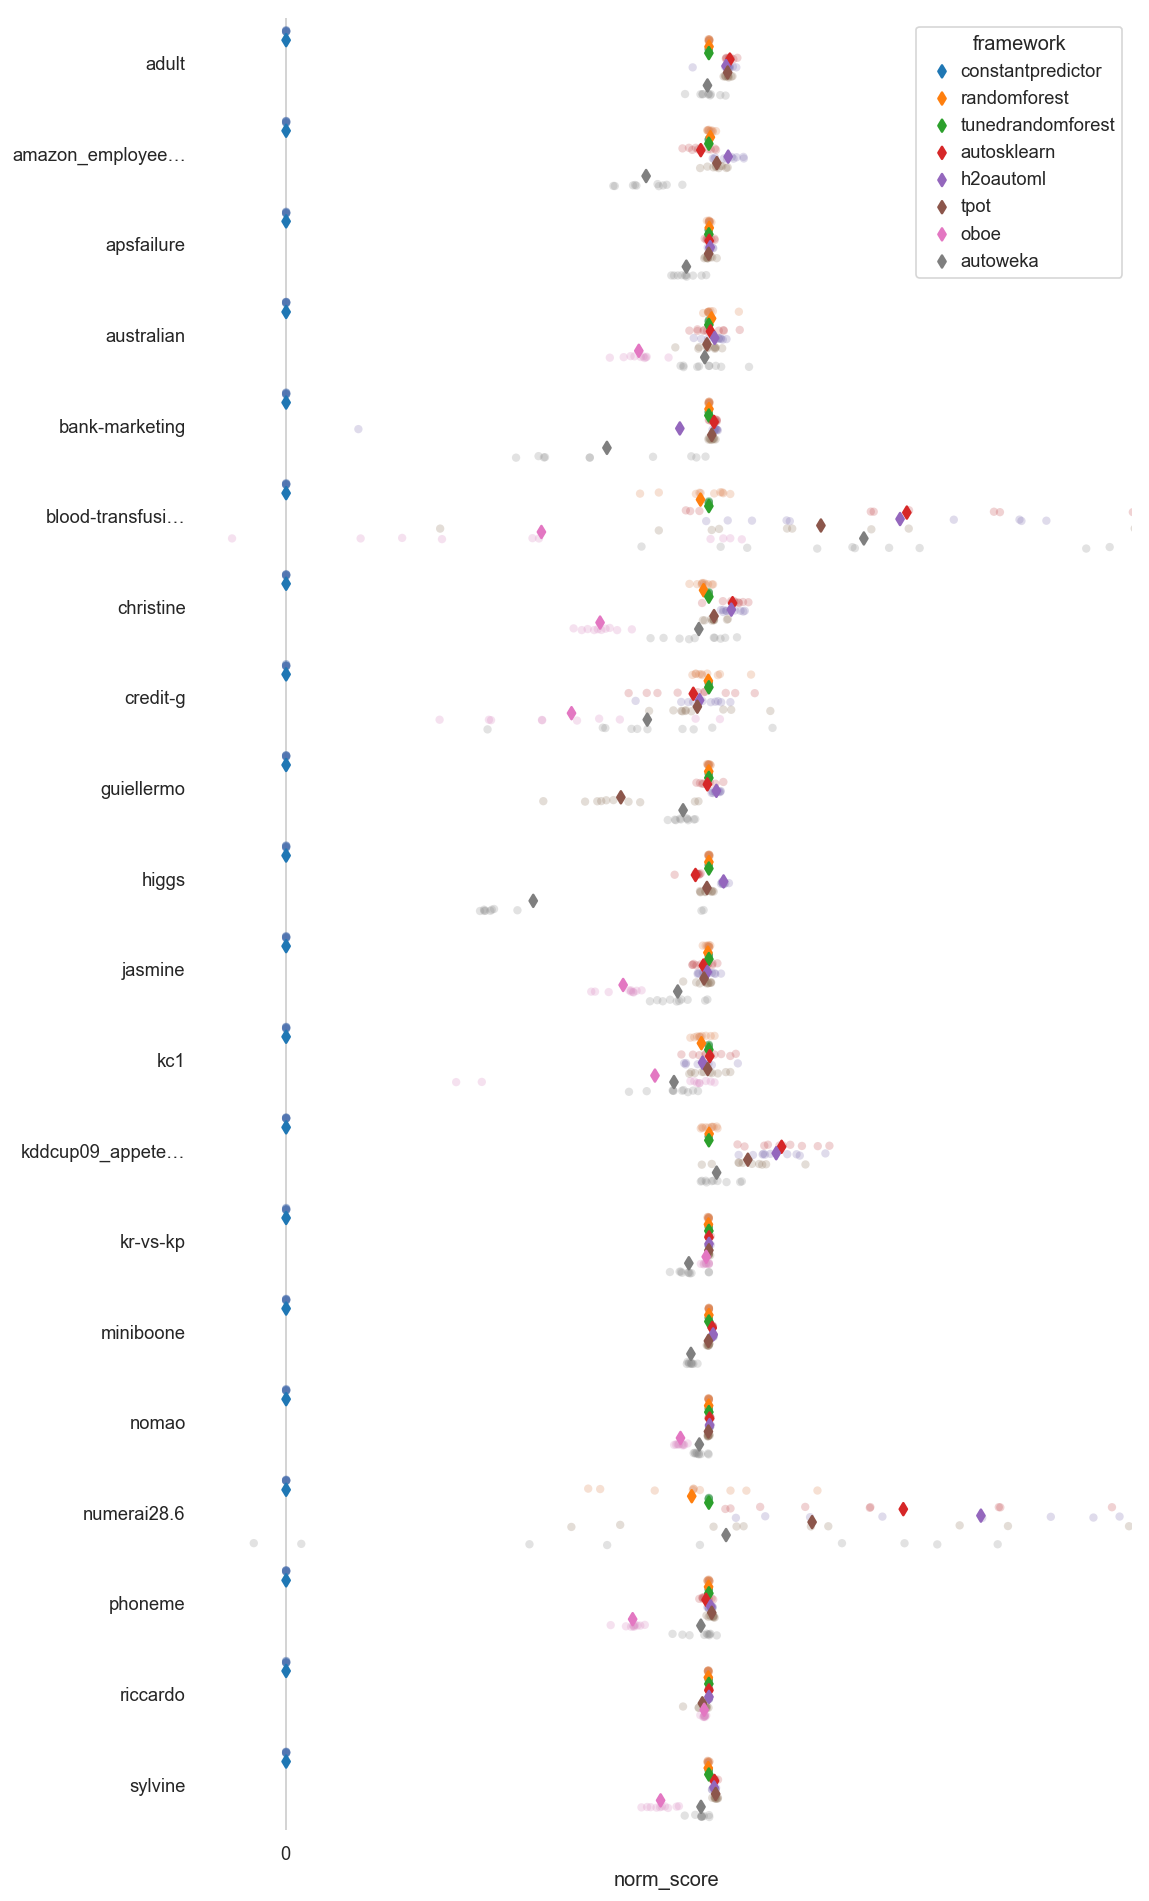 framework
constantpredictor
randomforest
tunedrandomforest
autosklearn
h2oautoml
tpot
oboe
autoweka
adult
amazon_employee…
apsfailure
australian
bank-marketing
blood-transfusi…
christine
credit-g
guiellermo
higgs
jasmine
kc1
kddcup09_appete…
kr-vs-kp
miniboone
nomao
numerai28.6
phoneme
riccardo
sylvine
0
norm_score